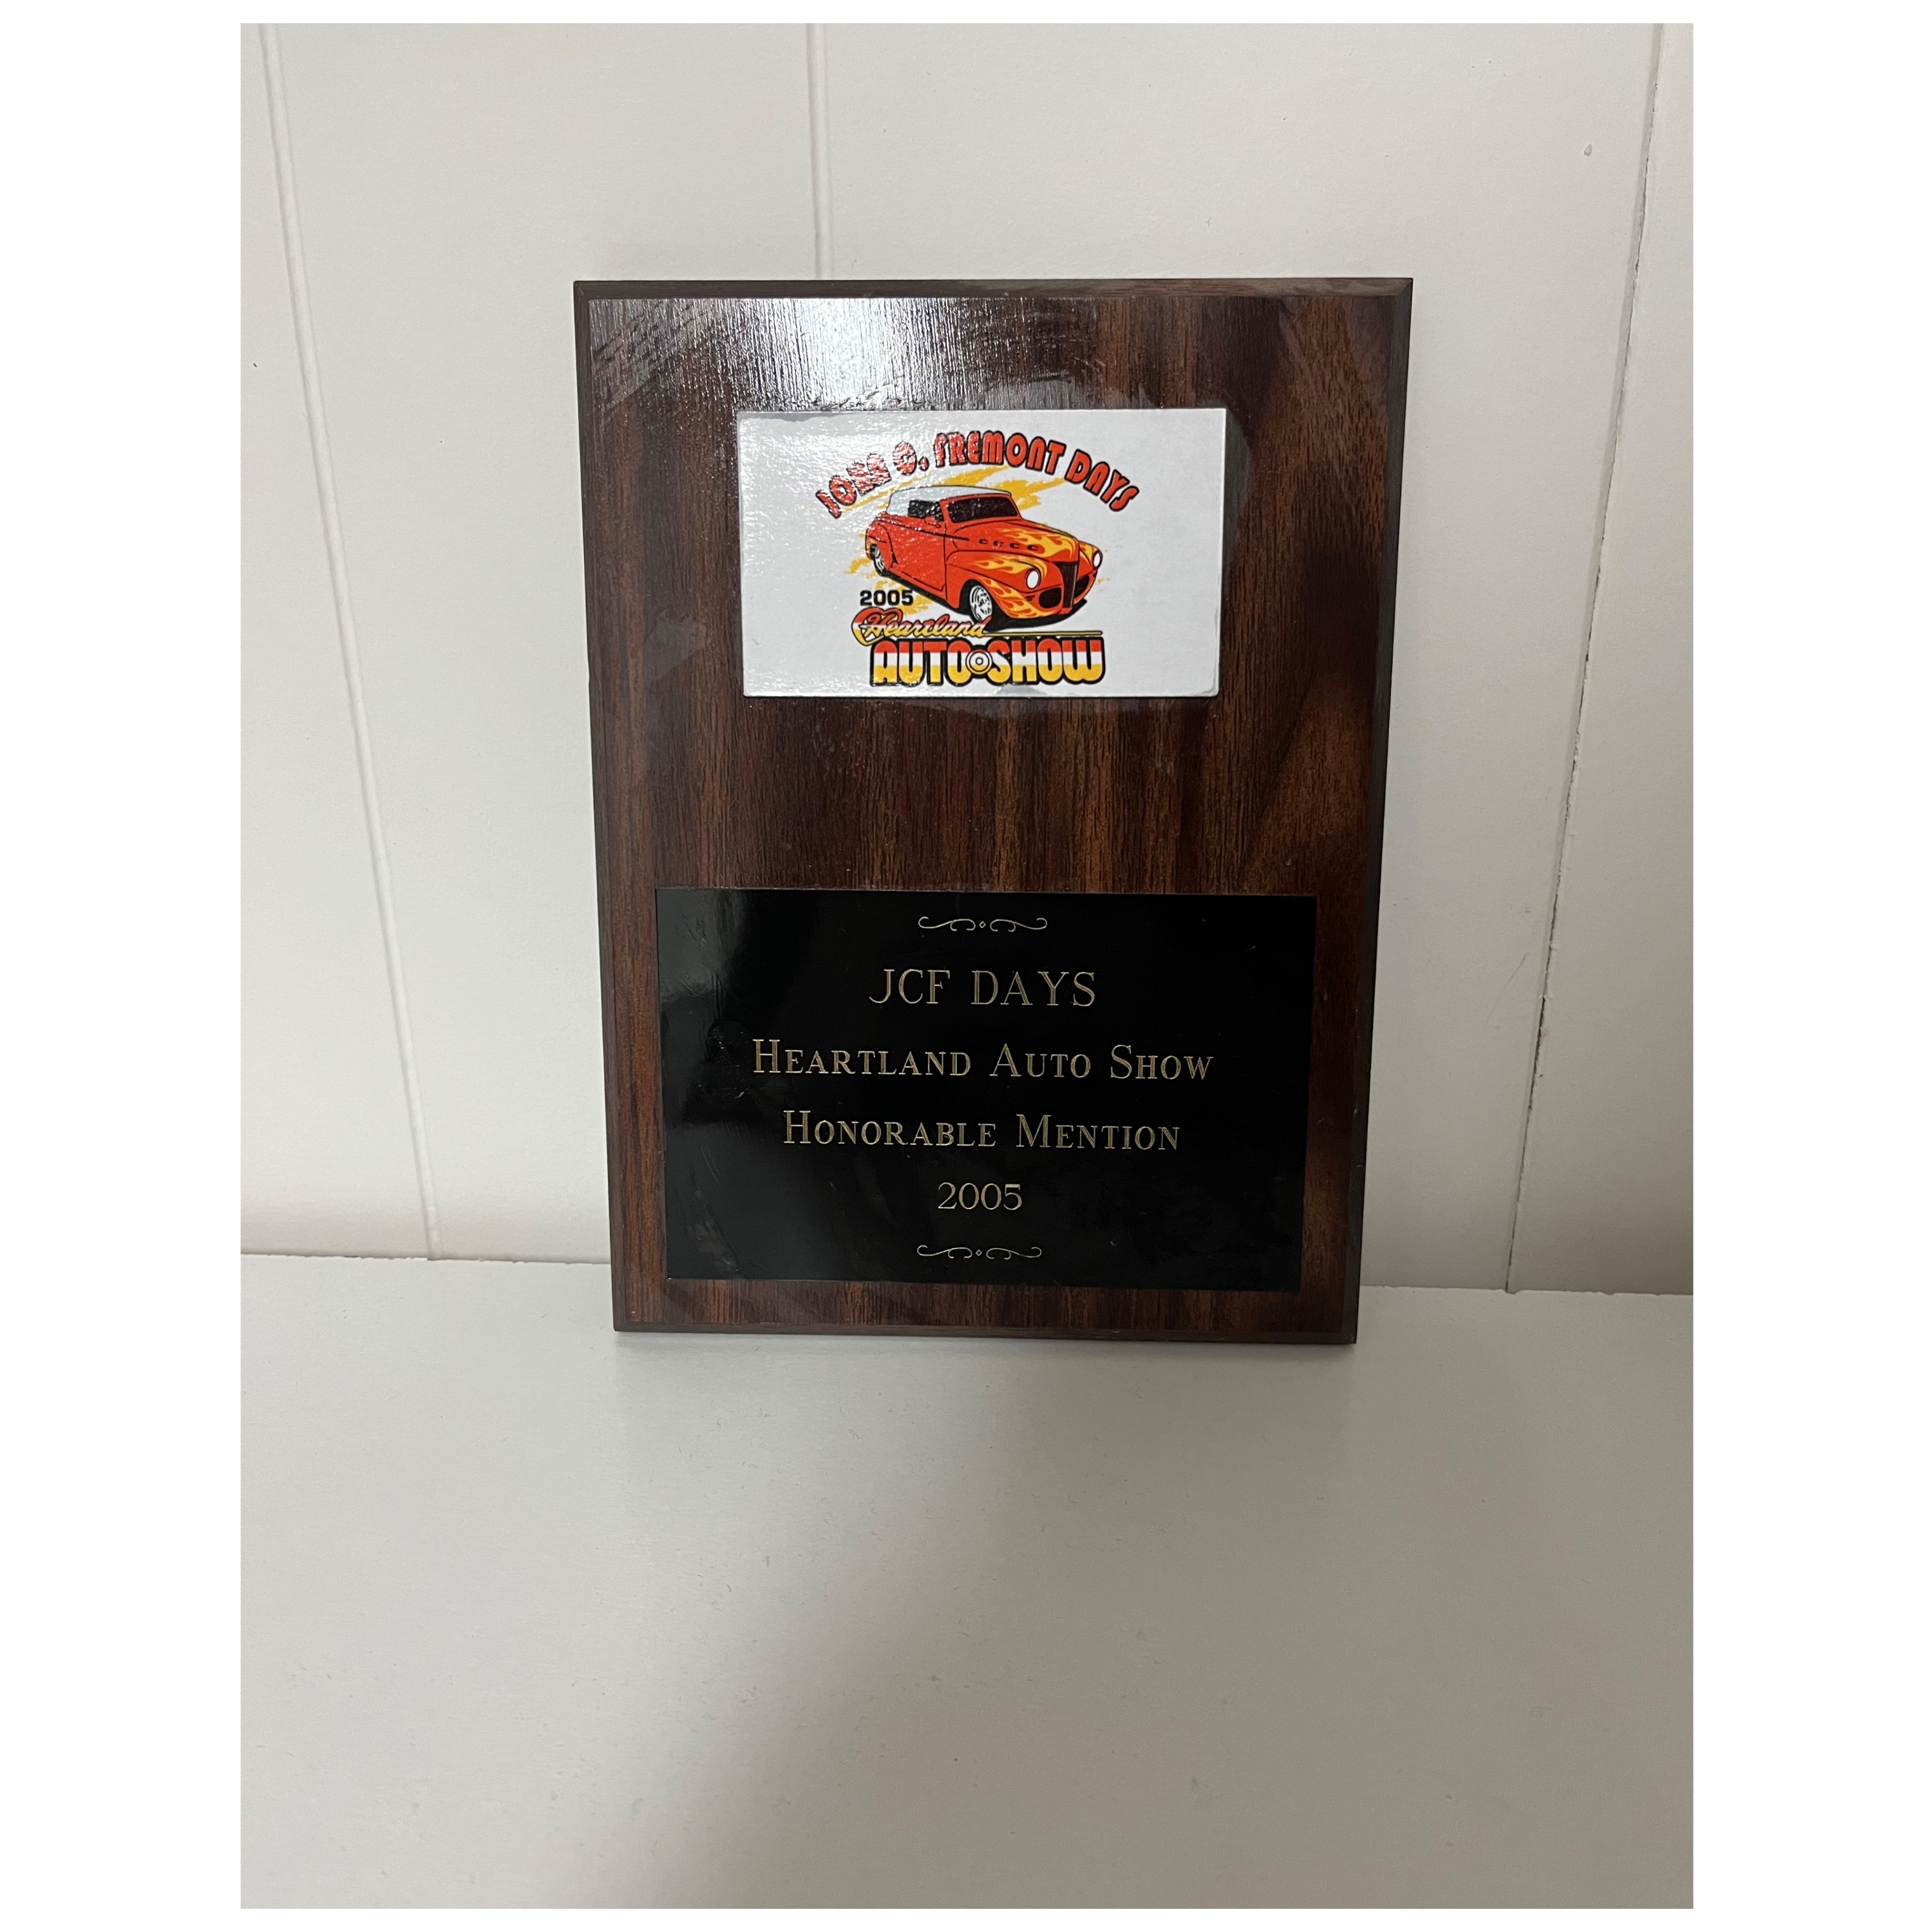 JOHN C. FREMONT DAYS
2005
Heartland
AUTO SHOW
JCF DAYS
HEARTLAND AUTO SHOW
HONORABLE MENTION
2005